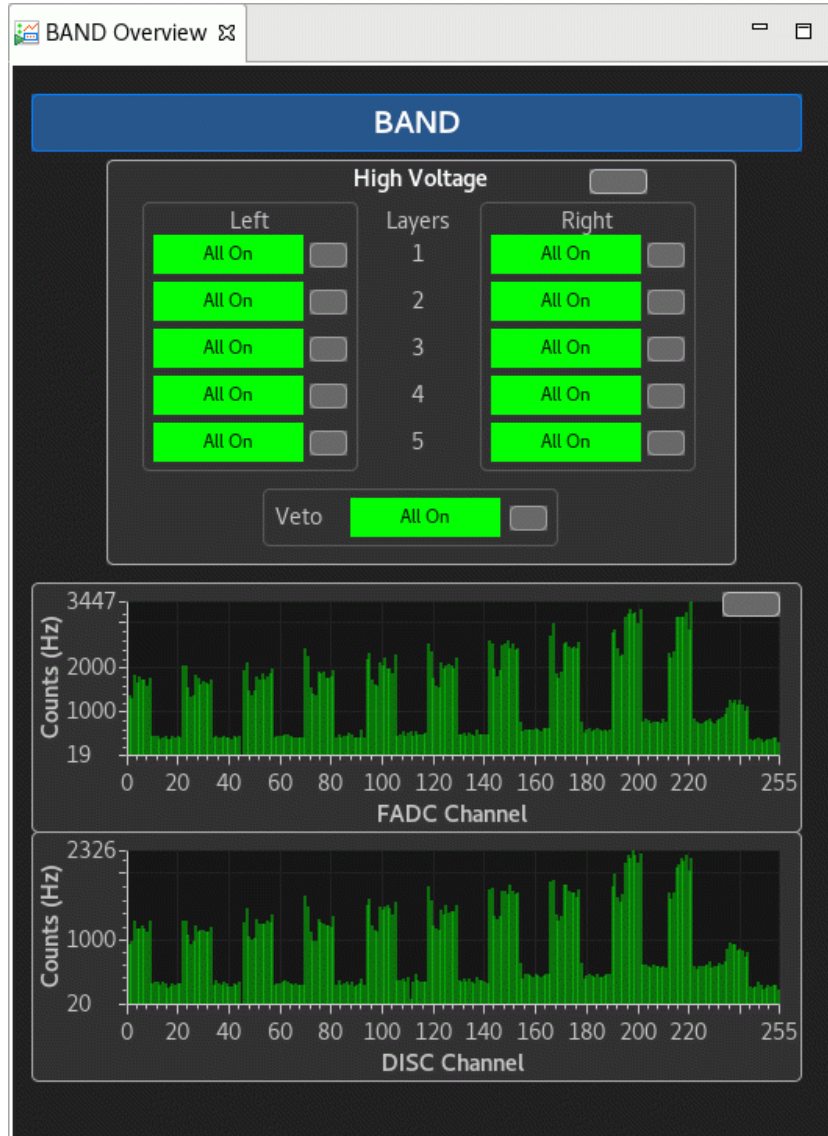 BAND Overview
BAND
High Voltage
Left Layers Right
All On 1 All On
All On 2 All On
All On 3 All On
All On 4 All On
All On 5 All On
Veto All On
3447
2000
1000
19
Counts (Hz)
0 20 40 60 80 100 120 140 160 180 200 220 255
FADC Channel
2326
1000
20
Counts (Hz)
0 20 40 60 80 100 120 140 160 180 200 220 255
DISC Channel